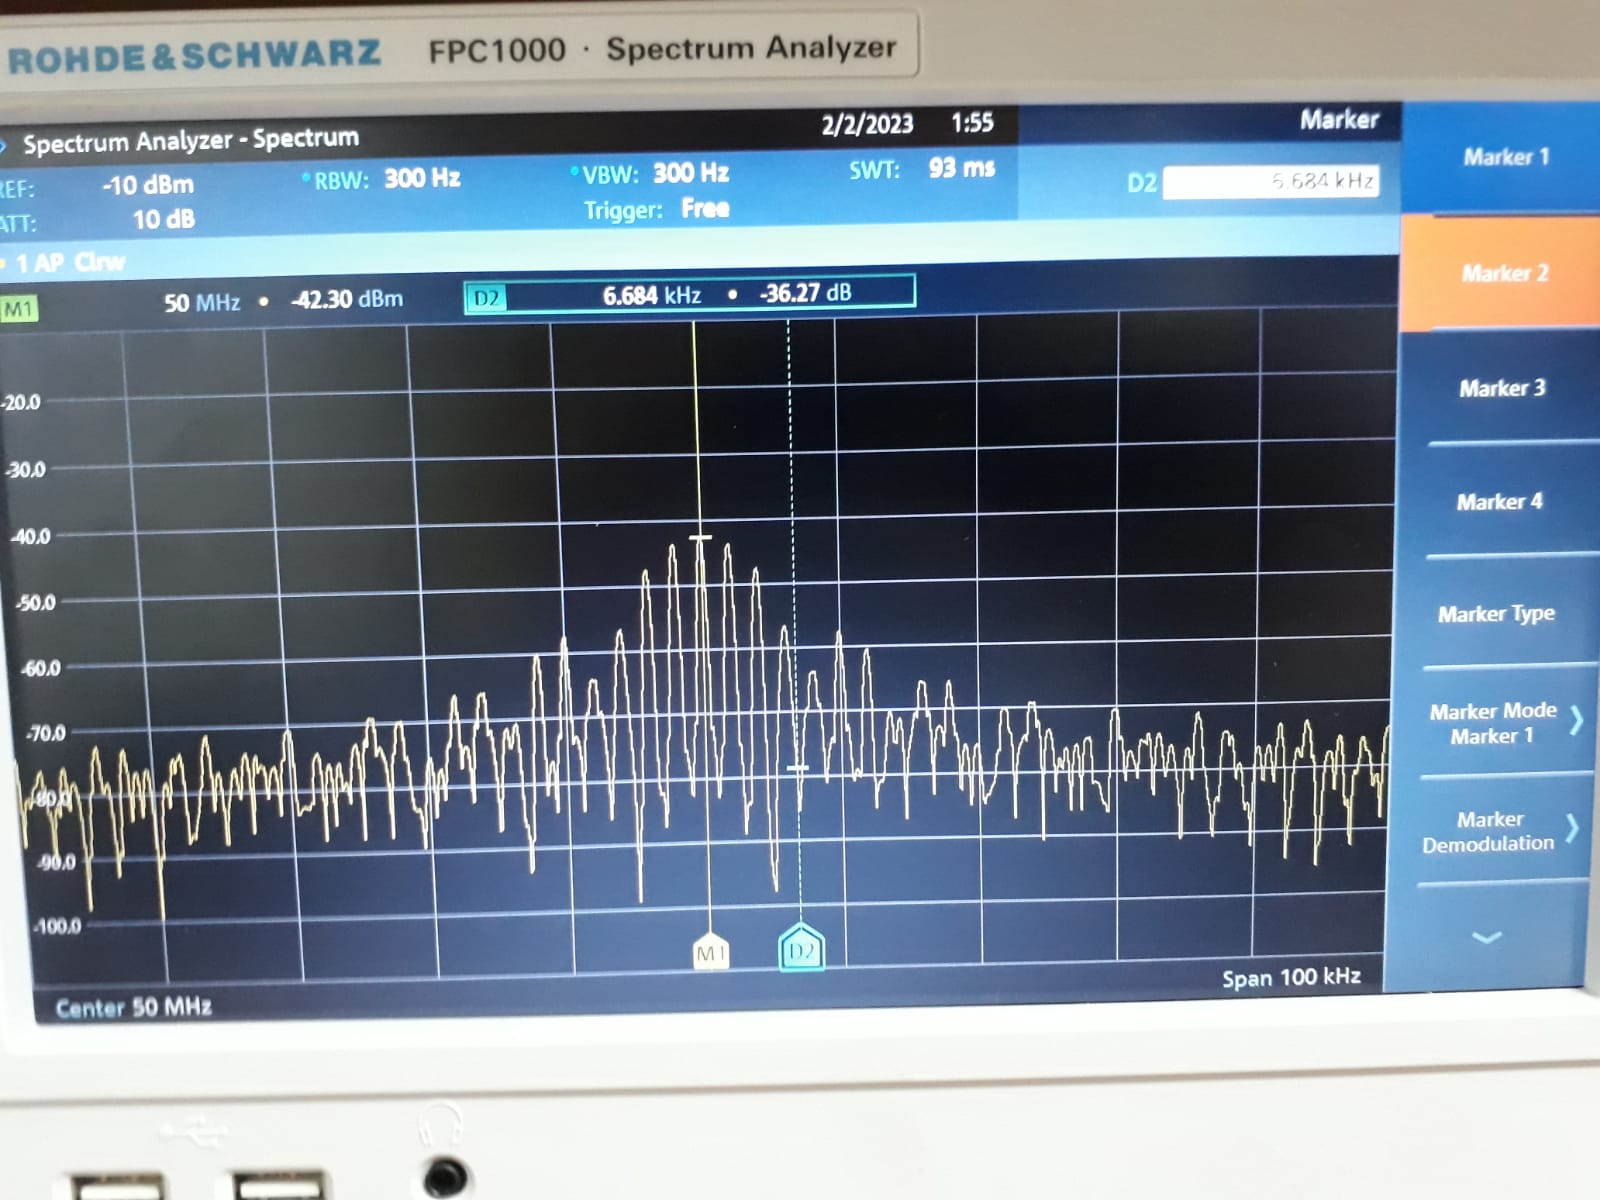 ROHDE&SCHWARZ FPC1000 · Spectrum Analyzer
Spectrum Analyzer - Spectrum 2/2/2023 1:55 Marker
REF: -10 dBm RBW: 300 Hz VBW: 300 Hz SWT: 93 ms
ATT: 10 dB Trigger: Free
D2 6.684 kHz
1 AP Clrw
M1 50 MHz • -42.30 dBm D2 6.684 kHz • -36.27 dB
-20.0
-30.0
-40.0
-50.0
-60.0
-70.0
-80.0
-90.0
-100.0
M1 D2
Center 50 MHz Span 100 kHz
Marker 1
Marker 2
Marker 3
Marker 4
Marker Type
Marker Mode
Marker 1
Marker
Demodulation